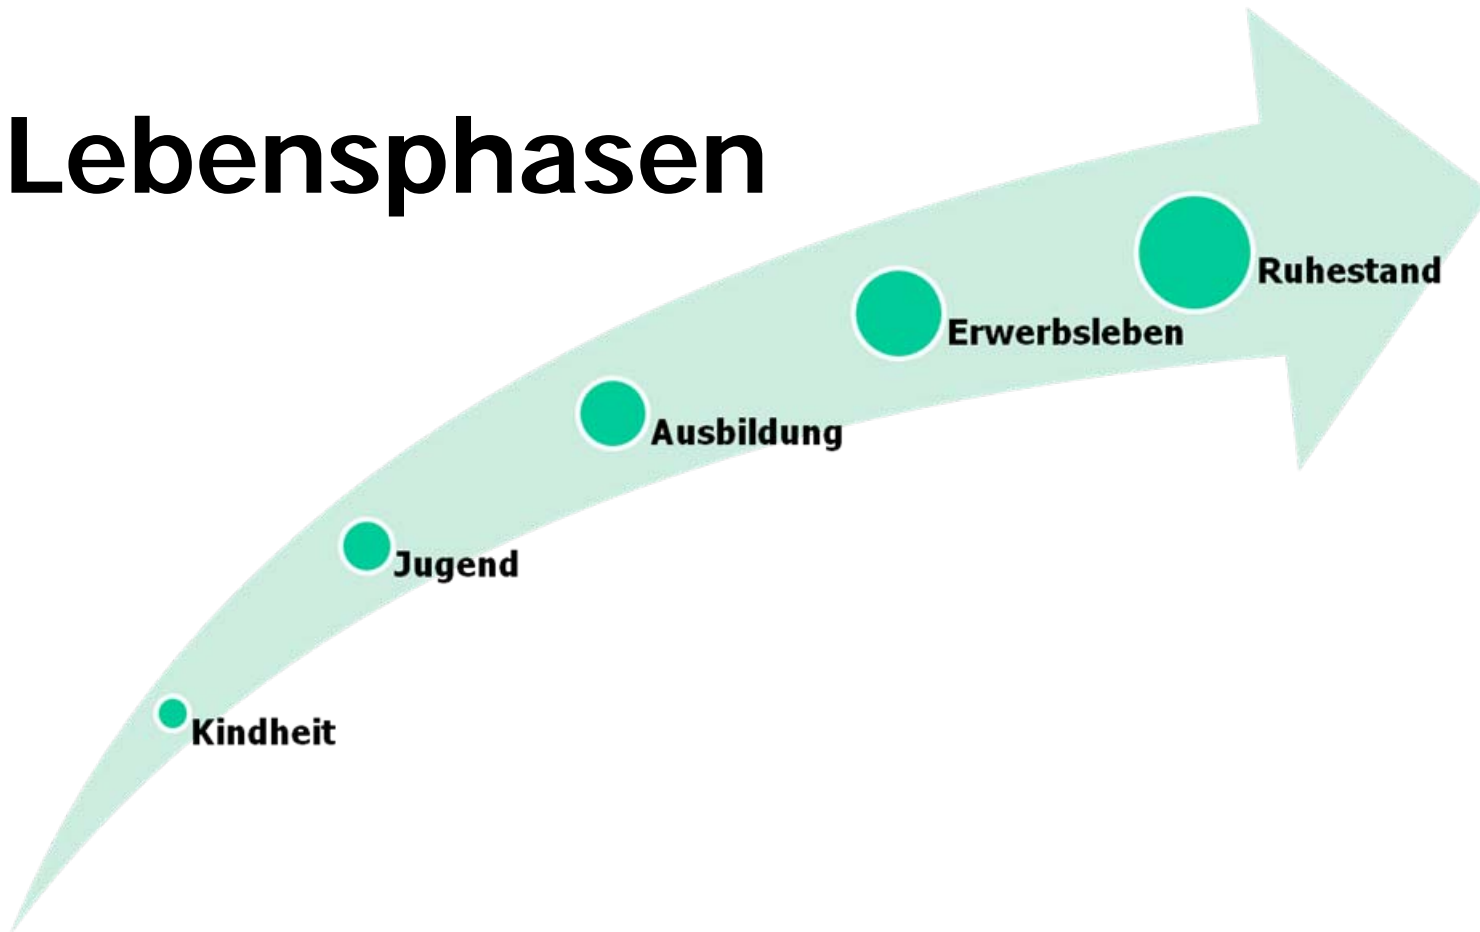 Lebensphasen
Ruhestand
Erwerbsleben
Ausbildung
Jugend
Kindheit